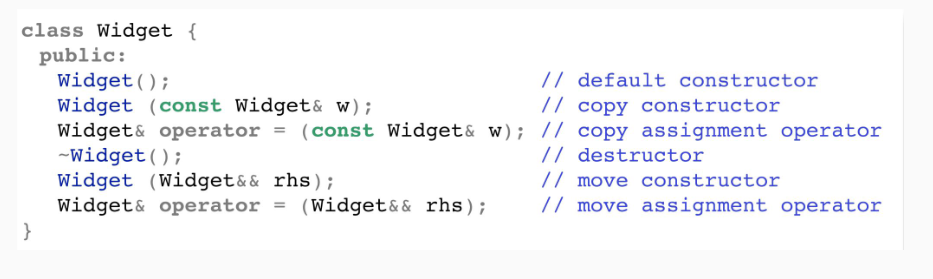 class Widget {
public:
Widget(); // default constructor
Widget (const Widget& w); // copy constructor
Widget& operator = (const Widget& w); // copy assignment operator
~Widget(); // destructor
Widget (Widget&& rhs); // move constructor
Widget& operator = (Widget&& rhs); // move assignment operator
}